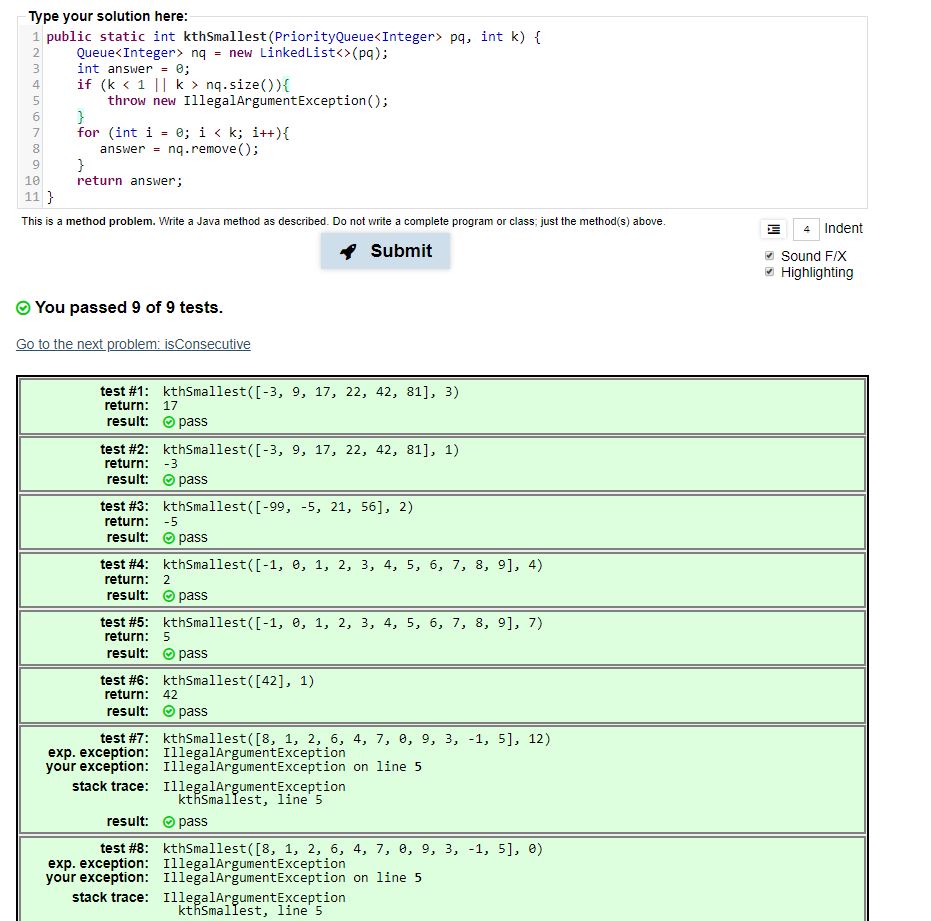 Type your solution here:
1 public static int kthSmallest(PriorityQueue<Integer> pq, int k) {
2     Queue<Integer> nq = new LinkedList<>(pq);
3     int answer = 0;
4     if (k < 1 || k > nq.size()){
5         throw new IllegalArgumentException();
6     }
7     for (int i = 0; i < k; i++){
8        answer = nq.remove();
9     }
10     return answer;
11 }
This is a method problem. Write a Java method as described. Do not write a complete program or class; just the method(s) above.
4 Indent
Submit
Sound F/X
Highlighting
You passed 9 of 9 tests.
Go to the next problem: isConsecutive
test #1: kthSmallest([-3, 9, 17, 22, 42, 81], 3)
return: 17
result: pass
test #2: kthSmallest([-3, 9, 17, 22, 42, 81], 1)
return: -3
result: pass
test #3: kthSmallest([-99, -5, 21, 56], 2)
return: -5
result: pass
test #4: kthSmallest([-1, 0, 1, 2, 3, 4, 5, 6, 7, 8, 9], 4)
return: 2
result: pass
test #5: kthSmallest([-1, 0, 1, 2, 3, 4, 5, 6, 7, 8, 9], 7)
return: 5
result: pass
test #6: kthSmallest([42], 1)
return: 42
result: pass
test #7: kthSmallest([8, 1, 2, 6, 4, 7, 0, 9, 3, -1, 5], 12)
exp. exception: IllegalArgumentException
your exception: IllegalArgumentException on line 5
stack trace: IllegalArgumentException
kthSmallest, line 5
result: pass
test #8: kthSmallest([8, 1, 2, 6, 4, 7, 0, 9, 3, -1, 5], 0)
exp. exception: IllegalArgumentException
your exception: IllegalArgumentException on line 5
stack trace: IllegalArgumentException
kthSmallest, line 5